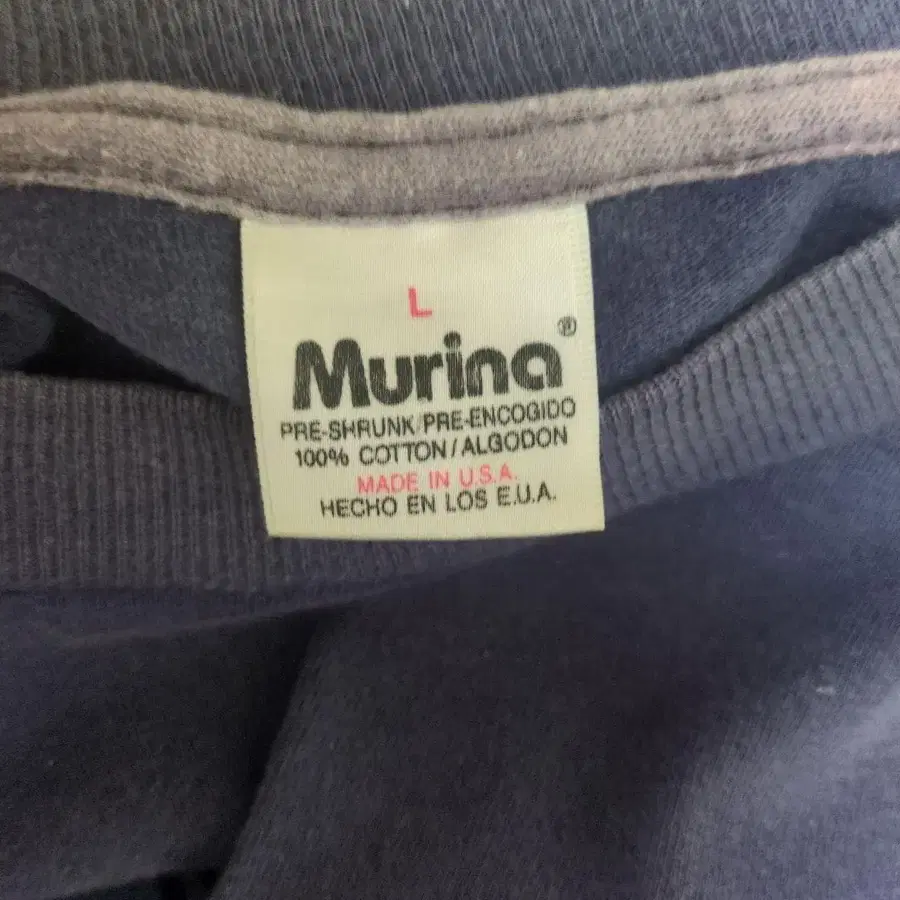 L
Murina®
PRE-SHRUNK/PRE-ENCOGIDO
100% COTTON/ALGODON
MADE IN U.S.A.
HECHO EN LOS E.U.A.